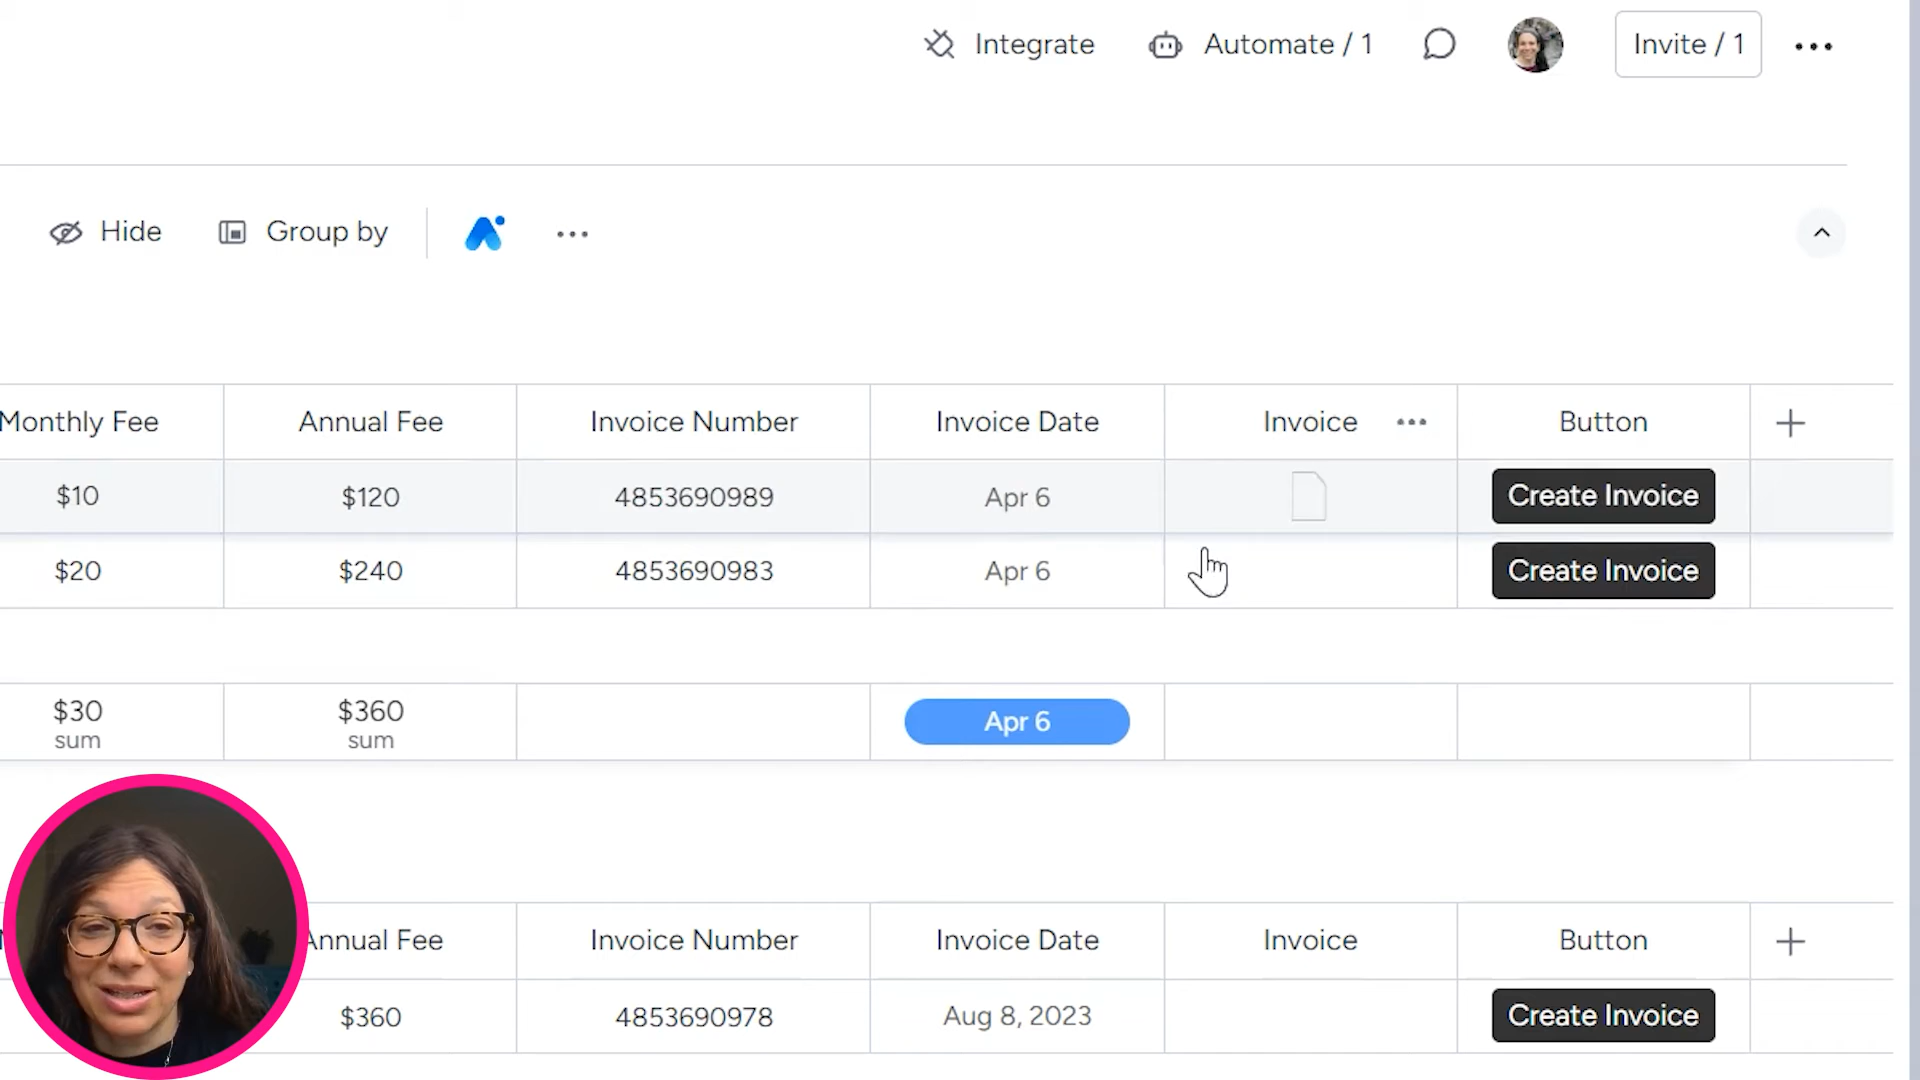 Integrate Automate / 1 Invite / 1
Hide Group by
Monthly Fee Annual Fee Invoice Number Invoice Date Invoice Button
$10 $120 4853690989 Apr 6 Create Invoice
$20 $240 4853690983 Apr 6 Create Invoice
$30 $360 Apr 6
sum sum
Annual Fee Invoice Number Invoice Date Invoice Button
$360 4853690978 Aug 8, 2023 Create Invoice